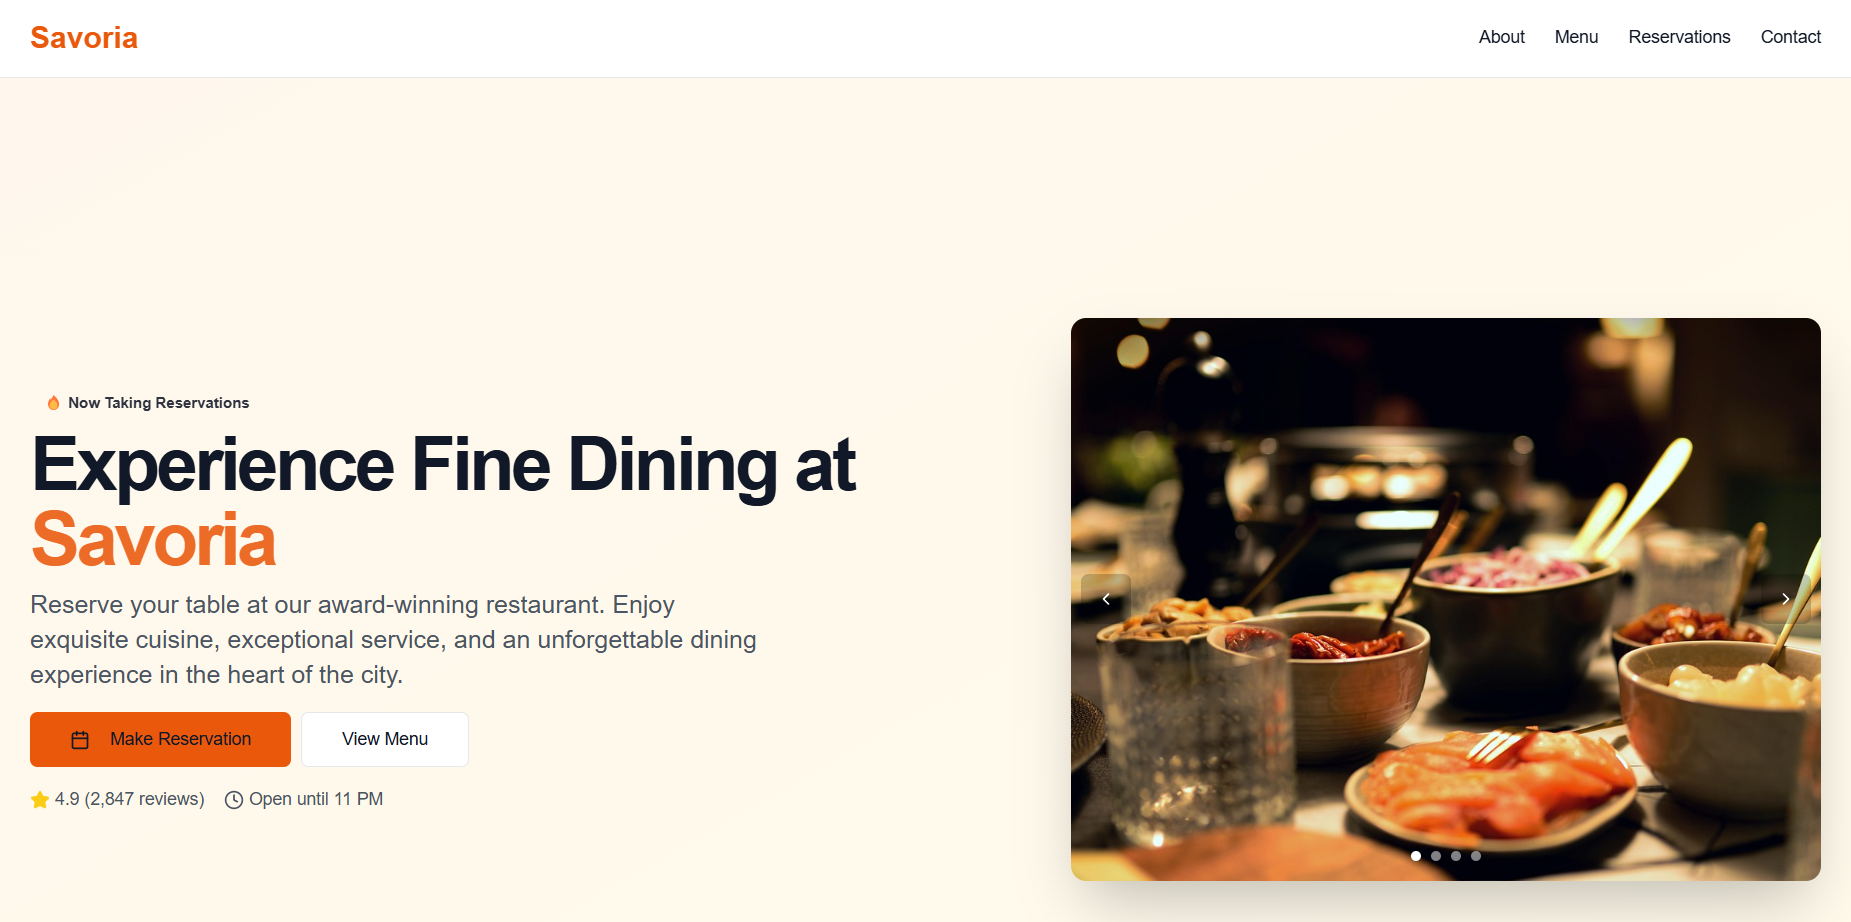 Savoria
About
Menu
Reservations
Contact
Now Taking Reservations
Experience Fine Dining at
Savoria
Reserve your table at our award-winning restaurant. Enjoy
exquisite cuisine, exceptional service, and an unforgettable dining
experience in the heart of the city.
Make Reservation
View Menu
4.9 (2,847 reviews)
Open until 11 PM